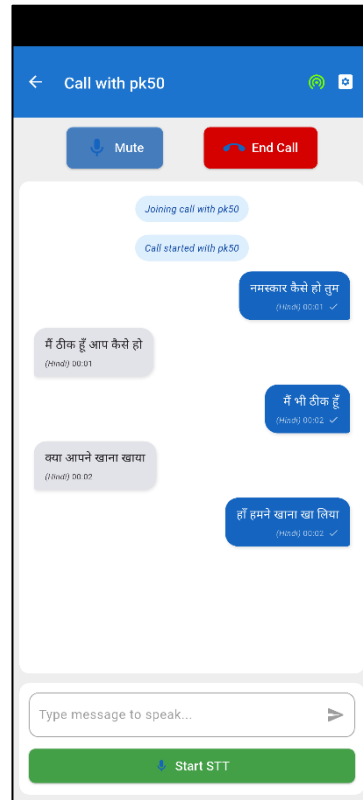 Call with pk50
Mute
End Call
Joining call with pk50
Call started with pk50
नमस्कार कैसे हो तुम
(Hindi) 00:01
मैं ठीक हूँ आप कैसे हो
(Hindi) 00:01
मैं भी ठीक हूँ
(Hindi) 00:02
क्या आपने खाना खाया
(Hindi) 00:02
हाँ हमने खाना खा लिया
(Hindi) 00:02
Type message to speak...
Start STT